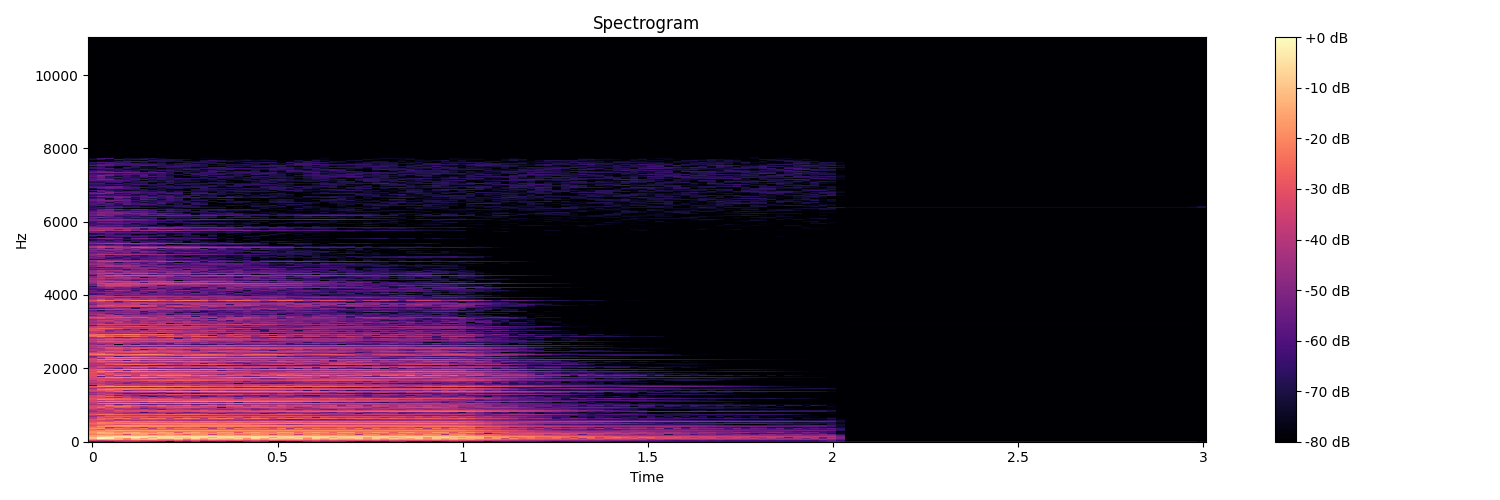 Spectrogram
Hz
10000
8000
6000
4000
2000
0
0 0.5 1 1.5 2 2.5 3
Time
+0 dB
-10 dB
-20 dB
-30 dB
-40 dB
-50 dB
-60 dB
-70 dB
-80 dB